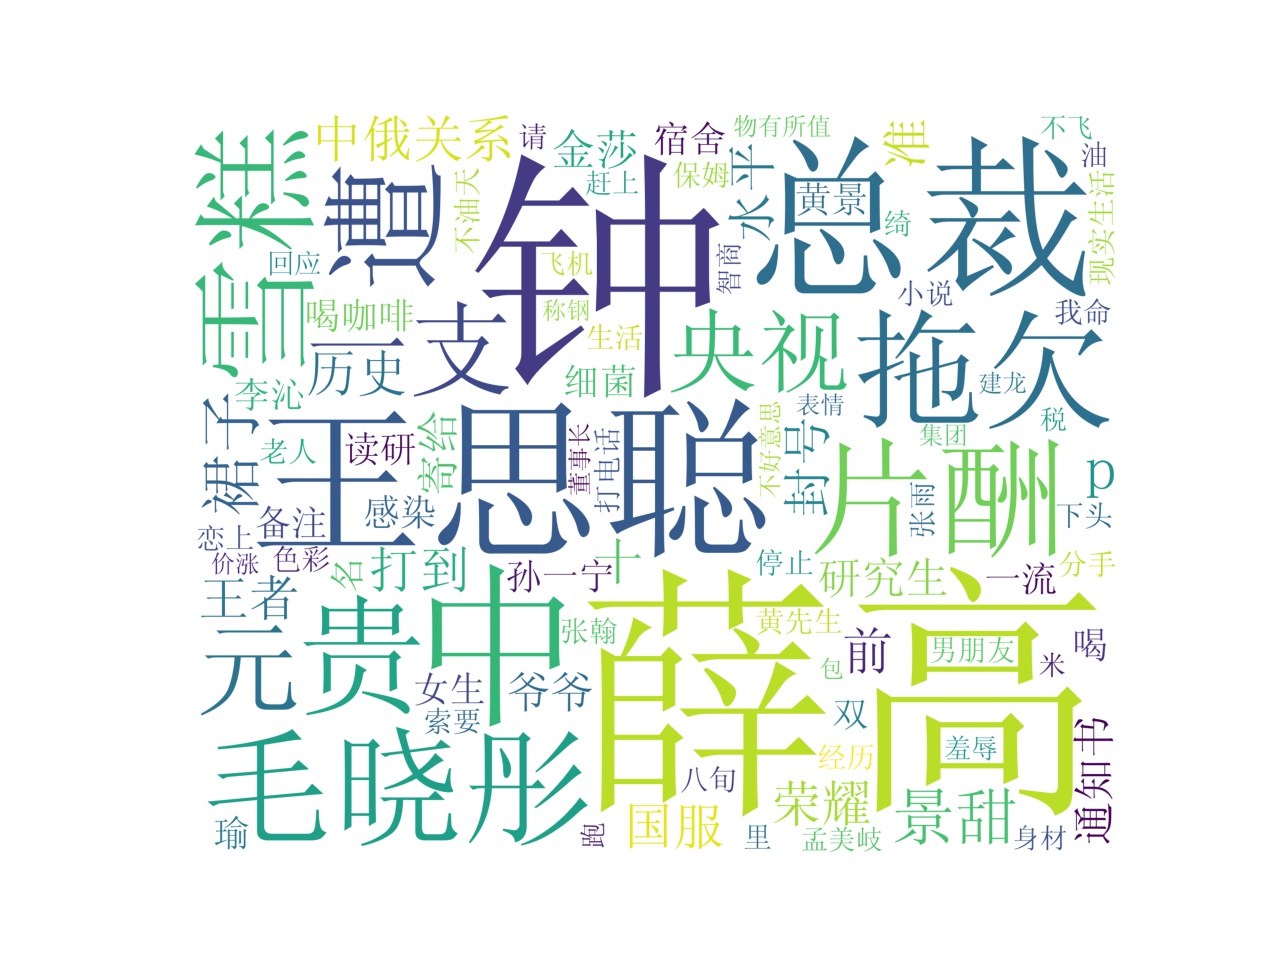 中俄关系
请
金莎
宿舍
物有所值
准
不飞
油
雪糕
遭
不油天
钟
赶上
保姆
水平
总裁
黄景
绮
现实生活
回应
飞机
智商
小说
我命
喝咖啡
支
称钢
生活
央视
拖欠
历史
细菌
李沁
裙子
老人
读研
寄给
王思聪
董事长
打电话
不好意思
表情
建龙
税
集团
封号
片酬
p
备注
感染
张雨
下头
恋上
价涨
色彩
名
打到
孙一宁
十
停止
研究生
一流
分手
王者
元
贵
中
张翰
薛
高
黄先生
包
前
男朋友
米
喝
女生
爷爷
索要
双
羞辱
通知书
毛晓彤
八旬
经历
瑜
跑
国服
里
荣耀
孟美岐
景甜
身材